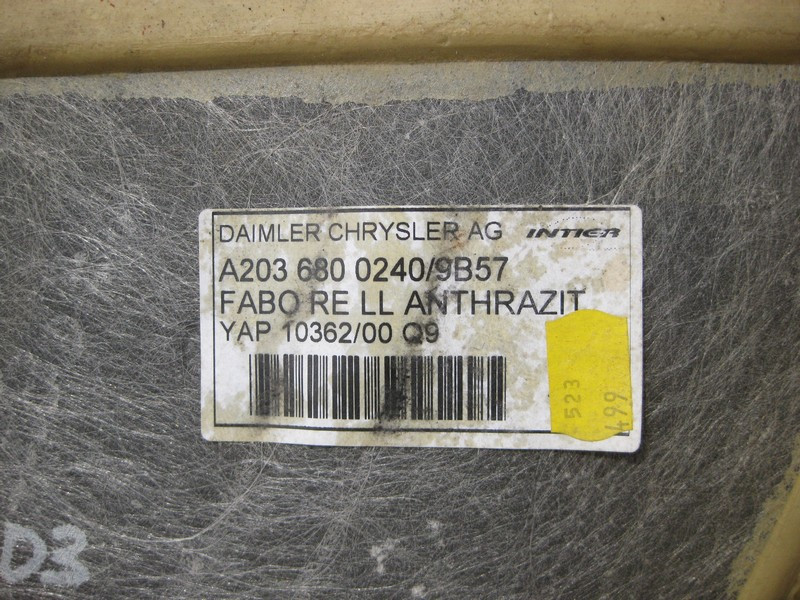 DAIMLER CHRYSLER AG INTIER
A203 680 0240/9B57
FABO RE LL ANTHRAZIT
YAP 10362/00 Q9
523
499
D3